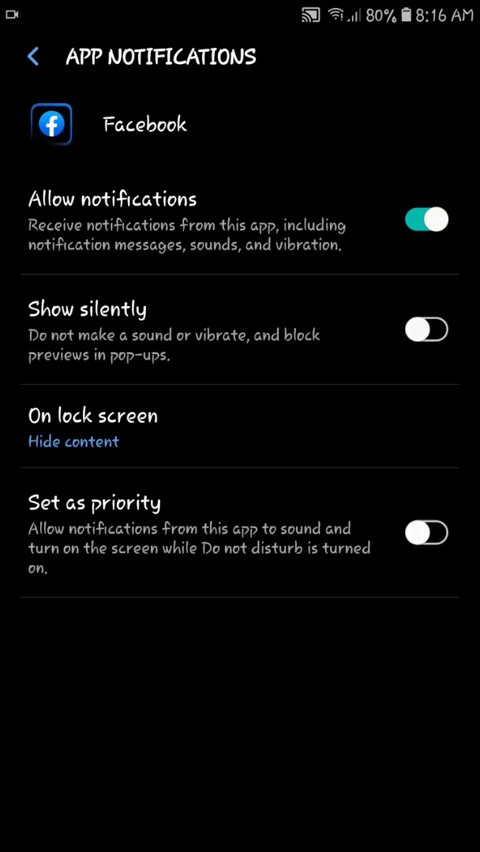 80% 8:16 AM
APP NOTIFICATIONS
Facebook
Allow notifications
Receive notifications from this app, including
notification messages, sounds, and vibration.
Show silently
Do not make a sound or vibrate, and block
previews in pop-ups.
On lock screen
Hide content
Set as priority
Allow notifications from this app to sound and
turn on the screen while Do not disturb is turned
on.